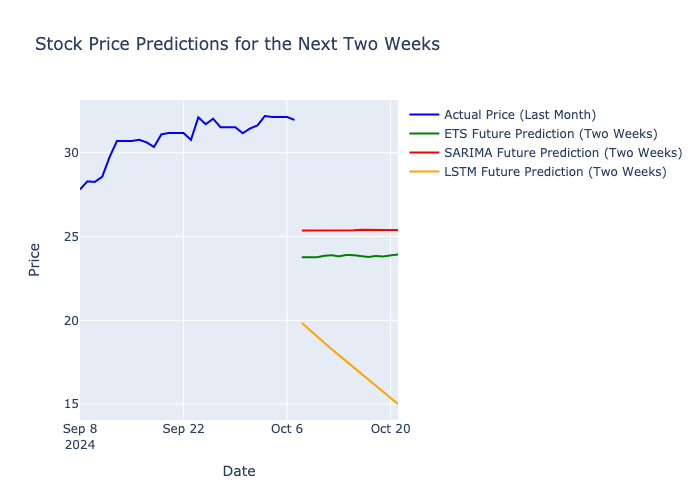 Stock Price Predictions for the Next Two Weeks
Actual Price (Last Month)
ETS Future Prediction (Two Weeks)
SARIMA Future Prediction (Two Weeks)
LSTM Future Prediction (Two Weeks)
30
25
20
15
Price
Sep 8
2024
Sep 22
Oct 6
Oct 20
Date